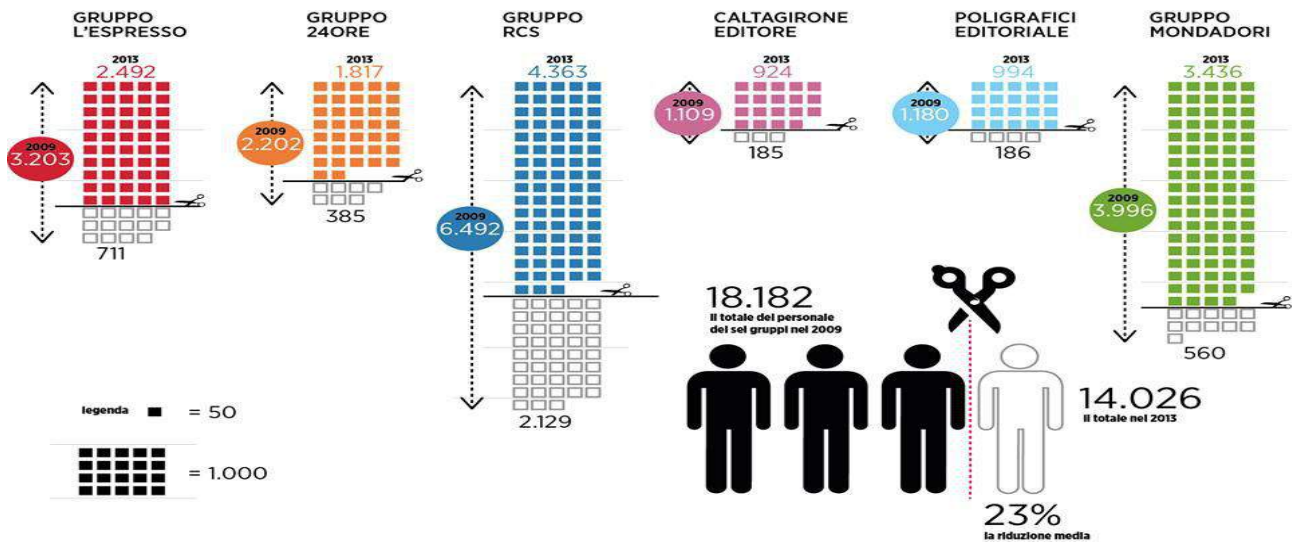 GRUPPO
L'ESPRESSO
2013
2.492
2009
3.203
711
GRUPPO
24ORE
2013
1.817
2009
2.202
385
GRUPPO
RCS
2013
4.363
2009
6.492
2.129
CALTAGIRONE
EDITORE
2013
924
2009
1.109
185
POLIGRAFICI
EDITORIALE
2013
994
2009
1.180
186
GRUPPO
MONDADORI
2013
3.436
2009
3.996
560
18.182
il totale del personale
dei sei gruppi nel 2009
14.026
il totale nel 2013
23%
la riduzione media
legenda = 50
= 1.000